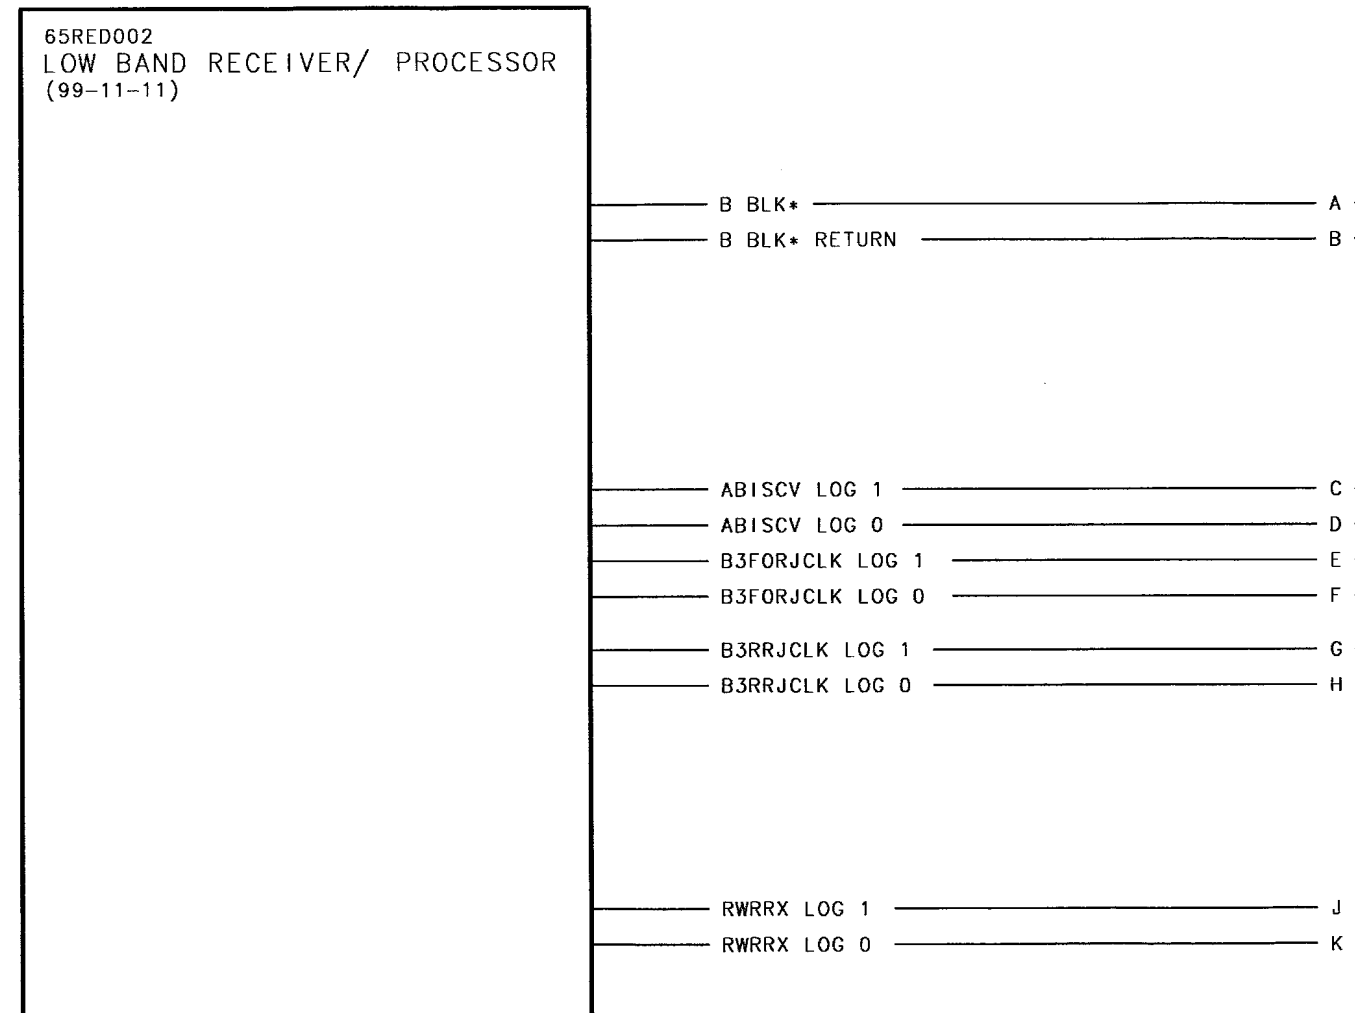 65RED002
LOW BAND RECEIVER/ PROCESSOR
(99-11-11)
B BLK* A
B BLK* RETURN B
ABISCV LOG 1 C
ABISCV LOG 0 D
B3FORJCLK LOG 1 E
B3FORJCLK LOG 0 F
B3RRJCLK LOG 1 G
B3RRJCLK LOG 0 H
RWRRX LOG 1 J
RWRRX LOG 0 K